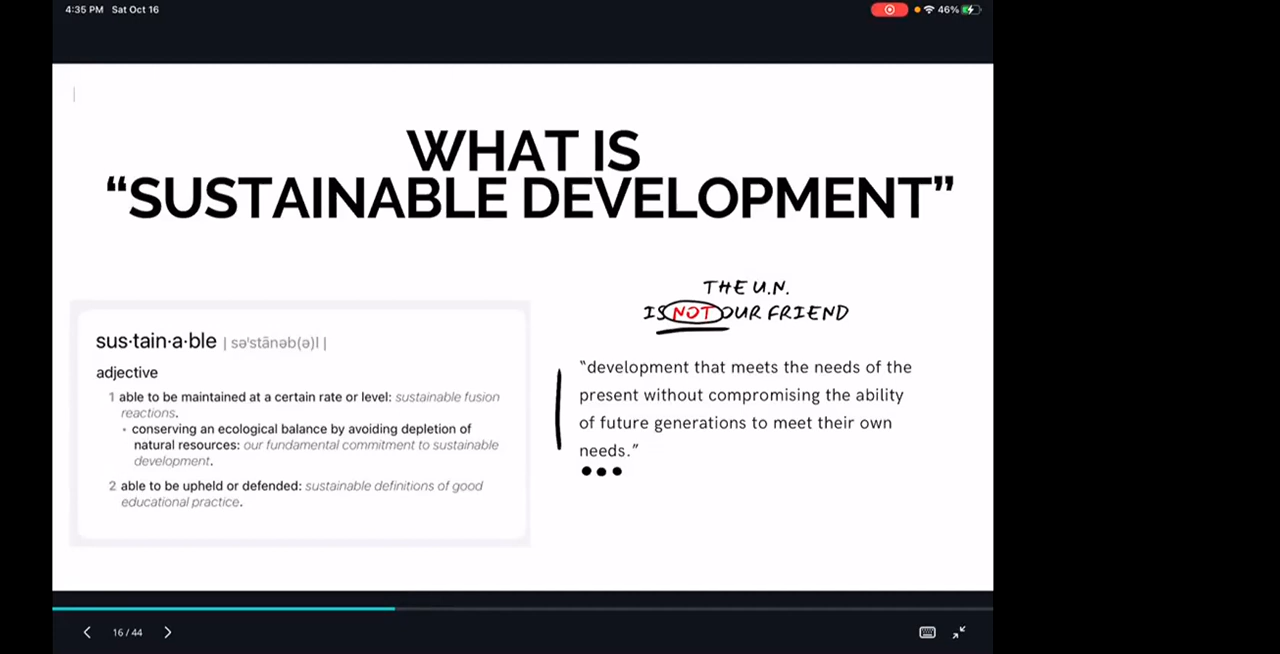 4:35 PM Sat Oct 16
46%
WHAT IS
“SUSTAINABLE DEVELOPMENT”
THE U.N.
IS NOT OUR FRIEND
sus·tain·a·ble | səˈstānəb(ə)l |
adjective
1 able to be maintained at a certain rate or level: sustainable fusion
reactions.
• conserving an ecological balance by avoiding depletion of
natural resources: our fundamental commitment to sustainable
development.
2 able to be upheld or defended: sustainable definitions of good
educational practice.
“development that meets the needs of the
present without compromising the ability
of future generations to meet their own
needs.”
16 / 44